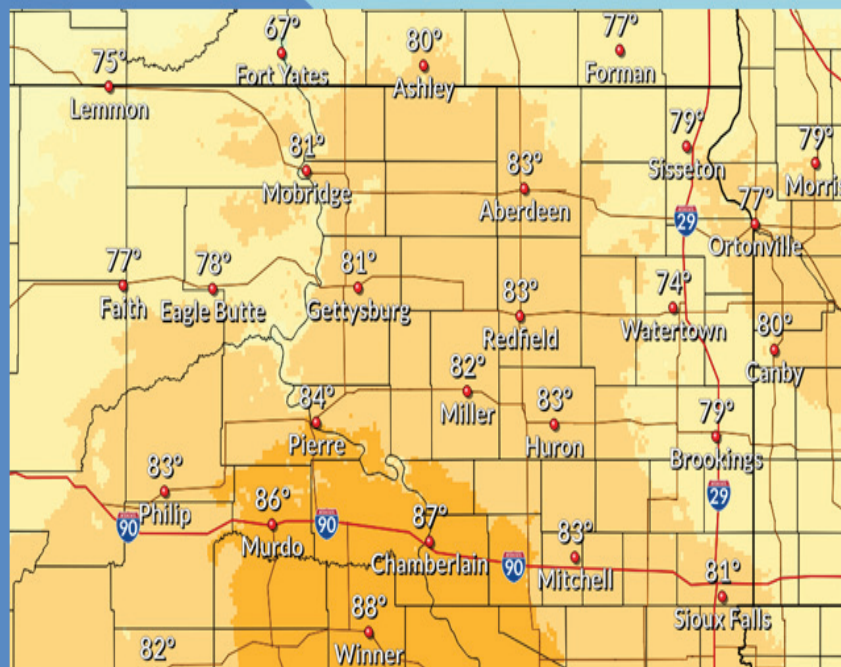 67°
Fort Yates
80°
Ashley
77°
Forman
75°
Lemmon
79°
Sisseton
79°
Morris
81°
Mobridge
83°
Aberdeen
77°
Ortonville
29
77°
Faith
78°
Eagle Butte
81°
Gettysburg
83°
Redfield
74°
Watertown
80°
Canby
82°
Miller
84°
Pierre
83°
Huron
79°
Brookings
83°
Philip
90
86°
Murdo
90
87°
Chamberlain
90
83°
Mitchell
29
81°
Sioux Falls
88°
Winner
82°